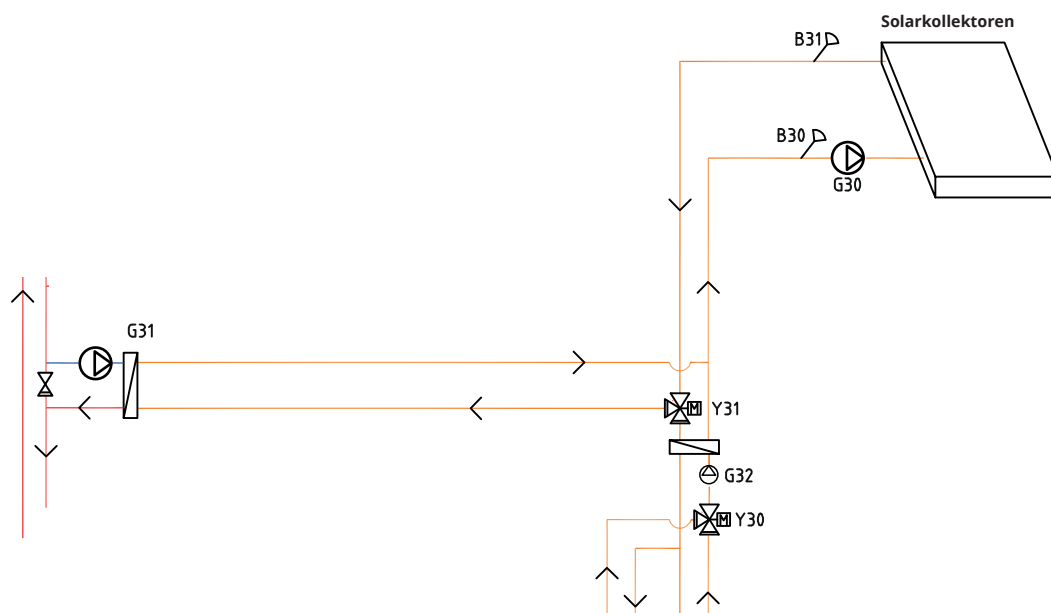 Solarkollektoren
B31
B30
G30
G31
M Y31
G32
M Y30